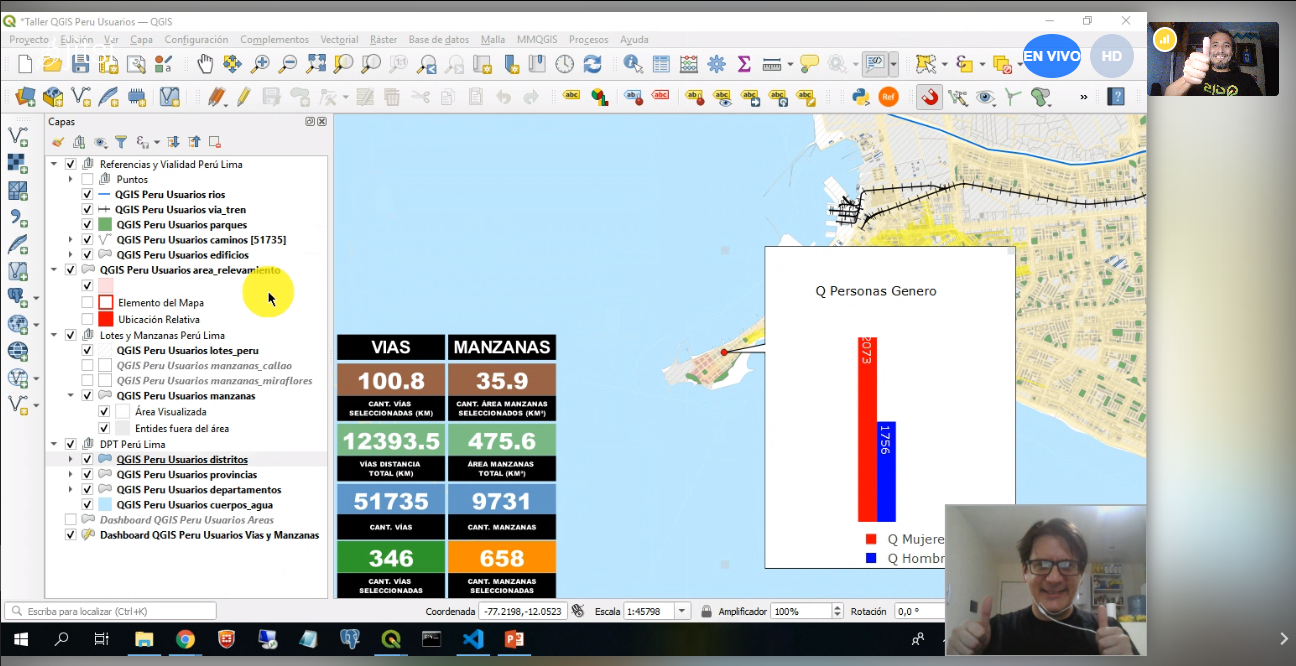 *Taller QGIS Peru Usuarios — QGIS
Proyecto Edición Ver Capa Configuración Complementos Vectorial Ráster Base de datos Malla MMQGIS Procesos Ayuda
EN VIVO
HD
abc
abc
abc
abc
abc
abc
abc
abc
Ref
»
Capas
Referencias y Vialidad Perú Lima
Puntos
QGIS Peru Usuarios rios
QGIS Peru Usuarios via_tren
QGIS Peru Usuarios parques
QGIS Peru Usuarios caminos [51735]
QGIS Peru Usuarios edificios
QGIS Peru Usuarios area_relevamiento
Elemento del Mapa
Ubicación Relativa
Lotes y Manzanas Perú Lima
QGIS Peru Usuarios lotes_peru
QGIS Peru Usuarios manzanas_callao
QGIS Peru Usuarios manzanas_miraflores
QGIS Peru Usuarios manzanas
Área Visualizada
Entides fuera del área
DPT Perú Lima
QGIS Peru Usuarios distritos
QGIS Peru Usuarios provincias
QGIS Peru Usuarios departamentos
QGIS Peru Usuarios cuerpos_agua
Dashboard QGIS Peru Usuarios Areas
Dashboard QGIS Peru Usuarios Vias y Manzanas
VIAS MANZANAS
100.8 35.9
CANT. VÍAS SELECCIONADAS (KM)
CANT. ÁREA MANZANAS SELECCIONADOS (KM²)
12393.5 475.6
VÍAS DISTANCIA TOTAL (KM)
ÁREA MANZANAS TOTAL (KM²)
51735 9731
CANT. VÍAS CANT. MANZANAS
346 658
CANT. VÍAS SELECCIONADAS
CANT. MANZANAS SELECCIONADAS
Q Personas Genero
2073
1756
Q Mujere
Q Hombr
Escriba para localizar (Ctrl+K)
Coordenada -77.2198,-12.0523 Escala 1:45798 Amplificador 100% Rotación 0,0 °